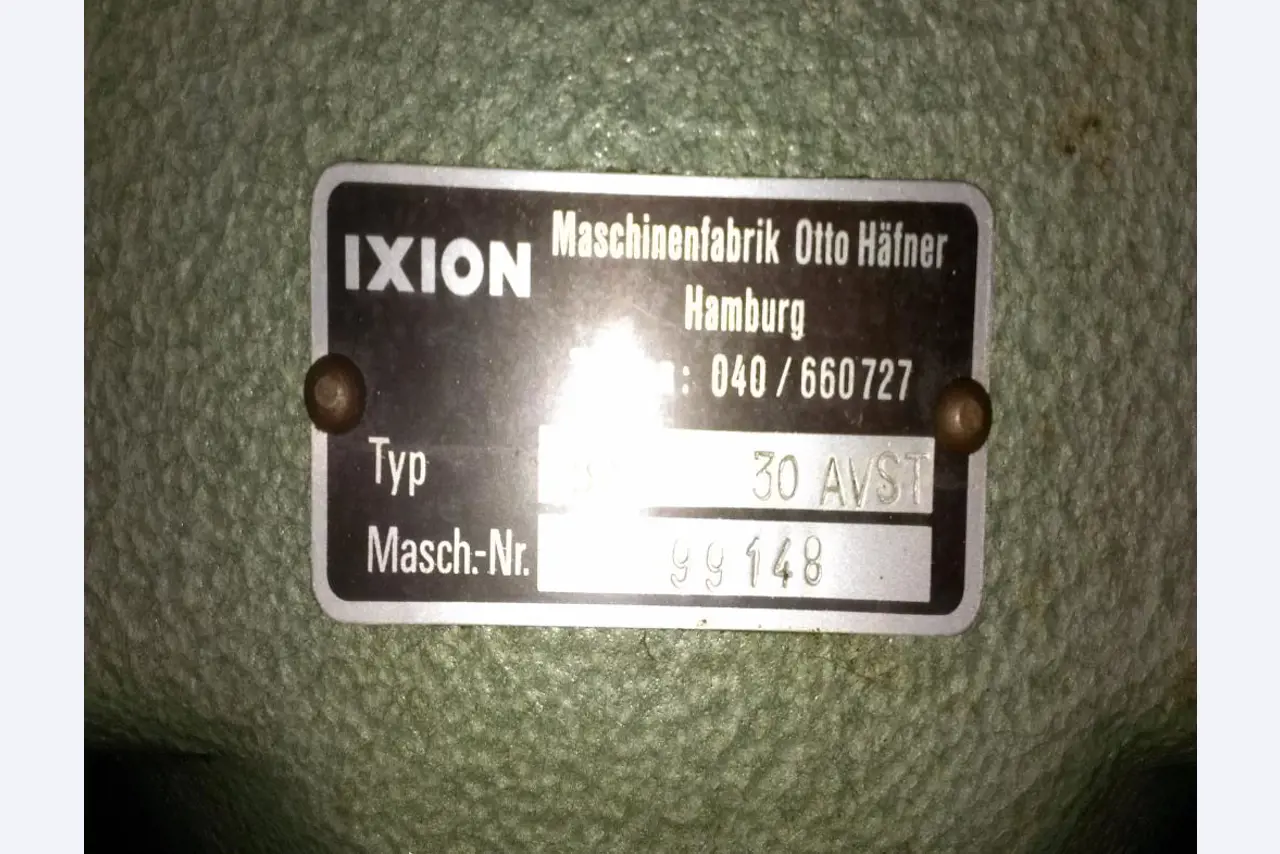 IXION
Maschinenfabrik Otto Häfner
Hamburg
: 040 / 660727
Typ 30 AVST
Masch.-Nr. 99148